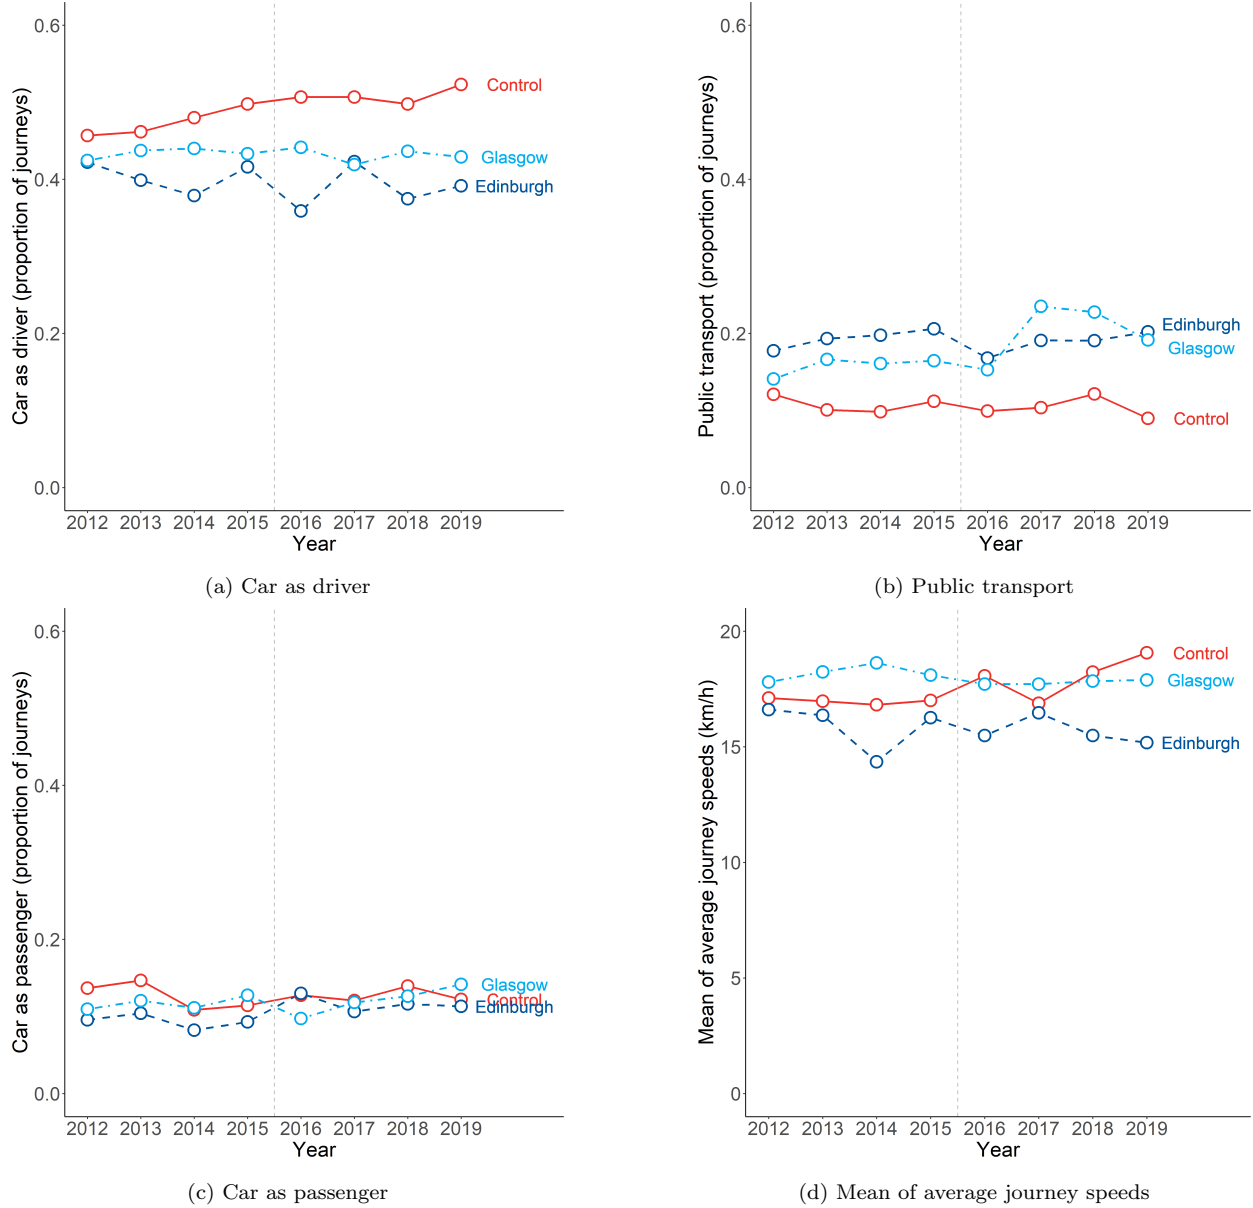 Car as driver (proportion of journeys)
0.6
0.4
0.2
0.0
Control
Glasgow
Edinburgh
2012 2013 2014 2015 2016 2017 2018 2019
Year
(a) Car as driver
Public transport (proportion of journeys)
0.6
0.4
0.2
0.0
Edinburgh
Glasgow
Control
2012 2013 2014 2015 2016 2017 2018 2019
Year
(b) Public transport
Car as passenger (proportion of journeys)
0.6
0.4
0.2
0.0
Glasgow
Control
Edinburgh
2012 2013 2014 2015 2016 2017 2018 2019
Year
(c) Car as passenger
Mean of average journey speeds (km/h)
20
15
10
5
0
Control
Glasgow
Edinburgh
2012 2013 2014 2015 2016 2017 2018 2019
Year
(d) Mean of average journey speeds